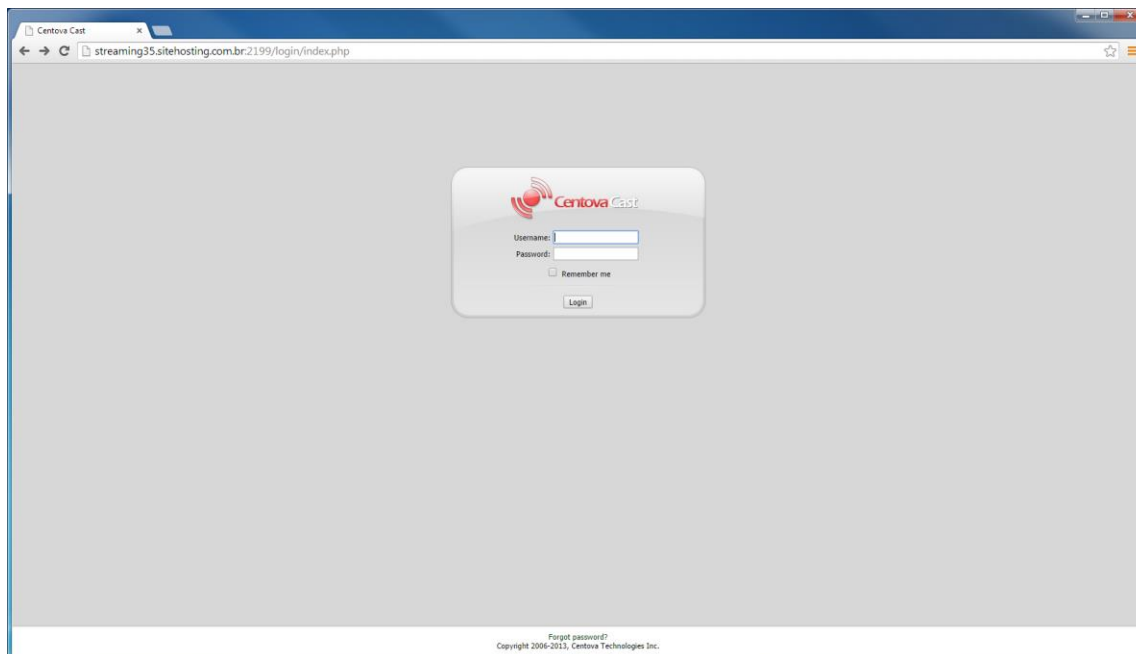 Centova Cast
streaming35.sitehosting.com.br:2199/login/index.php
Centova Cast
Username:
Password:
Remember me
Login
Forgot password?
Copyright 2006-2013, Centova Technologies Inc.